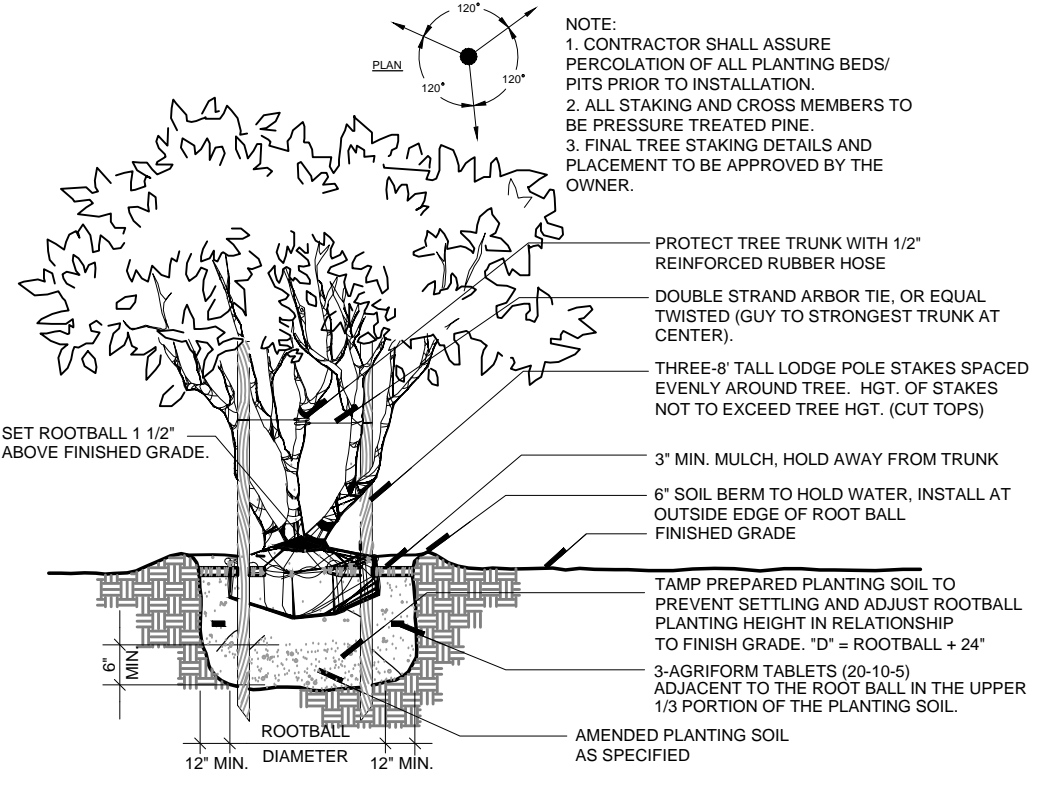 120°
PLAN
120°
120°
NOTE:
1. CONTRACTOR SHALL ASSURE
PERCOLATION OF ALL PLANTING BEDS/
PITS PRIOR TO INSTALLATION.
2. ALL STAKING AND CROSS MEMBERS TO
BE PRESSURE TREATED PINE.
3. FINAL TREE STAKING DETAILS AND
PLACEMENT TO BE APPROVED BY THE
OWNER.
PROTECT TREE TRUNK WITH 1/2"
REINFORCED RUBBER HOSE
DOUBLE STRAND ARBOR TIE, OR EQUAL
TWISTED (GUY TO STRONGEST TRUNK AT
CENTER).
THREE-8' TALL LODGE POLE STAKES SPACED
EVENLY AROUND TREE. HGT. OF STAKES
NOT TO EXCEED TREE HGT. (CUT TOPS)
SET ROOTBALL 1 1/2"
ABOVE FINISHED GRADE.
3" MIN. MULCH, HOLD AWAY FROM TRUNK
6" SOIL BERM TO HOLD WATER, INSTALL AT
OUTSIDE EDGE OF ROOT BALL
FINISHED GRADE
TAMP PREPARED PLANTING SOIL TO
PREVENT SETTLING AND ADJUST ROOTBALL
PLANTING HEIGHT IN RELATIONSHIP
TO FINISH GRADE. "D" = ROOTBALL + 24"
3-AGRIFORM TABLETS (20-10-5)
ADJACENT TO THE ROOT BALL IN THE UPPER
1/3 PORTION OF THE PLANTING SOIL.
AMENDED PLANTING SOIL
AS SPECIFIED
6"
MIN.
ROOTBALL
DIAMETER
12" MIN.
12" MIN.